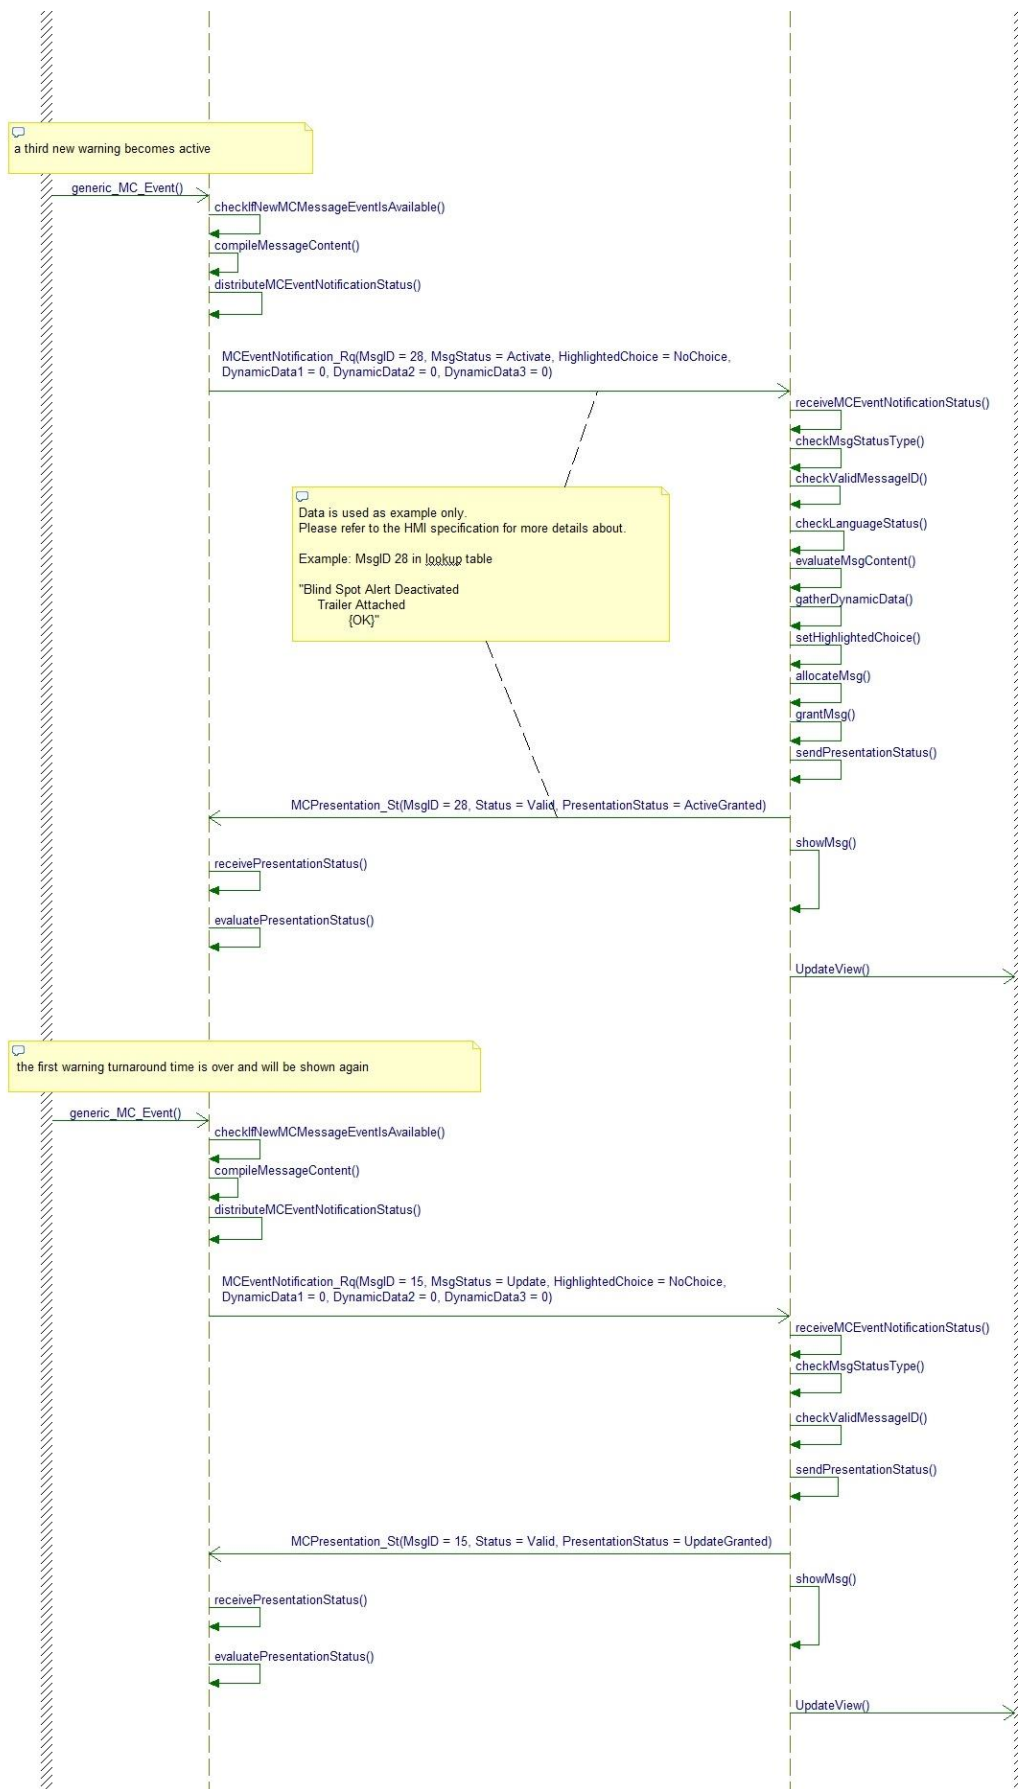 a third new warning becomes active
generic_MC_Event()
checkIfNewMCMessageEventIsAvailable()
compileMessageContent()
distributeMCEventNotificationStatus()
MCEventNotification_Rq(MsgID = 28, MsgStatus = Activate, HighlightedChoice = NoChoice,
DynamicData1 = 0, DynamicData2 = 0, DynamicData3 = 0)
receiveMCEventNotificationStatus()
checkMsgStatusType()
checkValidMessageID()
Data is used as example only.
Please refer to the HMI specification for more details about.
Example: MsgID 28 in lookup table
"Blind Spot Alert Deactivated
Trailer Attached
{OK}"
checkLanguageStatus()
evaluateMsgContent()
gatherDynamicData()
setHighlightedChoice()
allocateMsg()
grantMsg()
sendPresentationStatus()
MCPresentation_St(MsgID = 28, Status = Valid, PresentationStatus = ActiveGranted)
showMsg()
receivePresentationStatus()
evaluatePresentationStatus()
UpdateView()
the first warning turnaround time is over and will be shown again
generic_MC_Event()
checkIfNewMCMessageEventIsAvailable()
compileMessageContent()
distributeMCEventNotificationStatus()
MCEventNotification_Rq(MsgID = 15, MsgStatus = Update, HighlightedChoice = NoChoice,
DynamicData1 = 0, DynamicData2 = 0, DynamicData3 = 0)
receiveMCEventNotificationStatus()
checkMsgStatusType()
checkValidMessageID()
sendPresentationStatus()
MCPresentation_St(MsgID = 15, Status = Valid, PresentationStatus = UpdateGranted)
showMsg()
receivePresentationStatus()
evaluatePresentationStatus()
UpdateView()